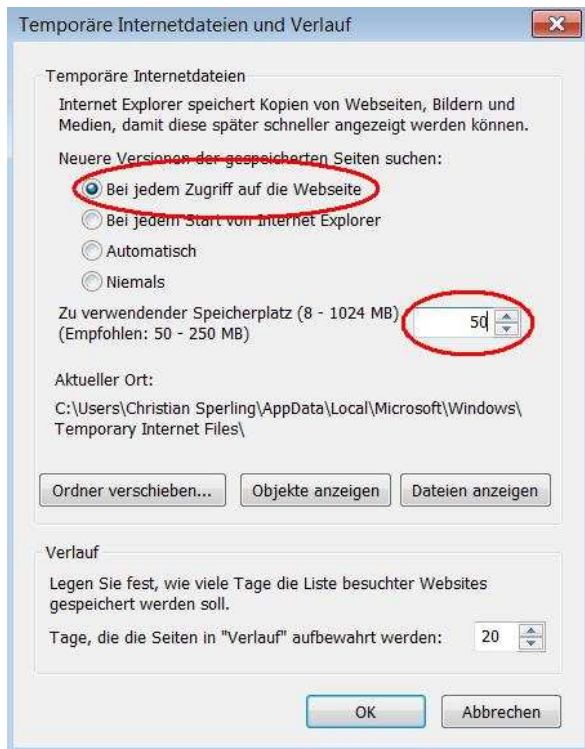 Temporäre Internetdateien und Verlauf
Temporäre Internetdateien
Internet Explorer speichert Kopien von Webseiten, Bildern und
Medien, damit diese später schneller angezeigt werden können.
Neuere Versionen der gespeicherten Seiten suchen:
Bei jedem Zugriff auf die Webseite
Bei jedem Start von Internet Explorer
Automatisch
Niemals
Zu verwendender Speicherplatz (8 - 1024 MB) 50
(Empfohlen: 50 - 250 MB)
Aktueller Ort:
C:\Users\Christian Sperling\AppData\Local\Microsoft\Windows\
Temporary Internet Files\
Ordner verschieben... Objekte anzeigen Dateien anzeigen
Verlauf
Legen Sie fest, wie viele Tage die Liste besuchter Websites
gespeichert werden soll.
Tage, die die Seiten in "Verlauf" aufbewahrt werden: 20
OK Abbrechen